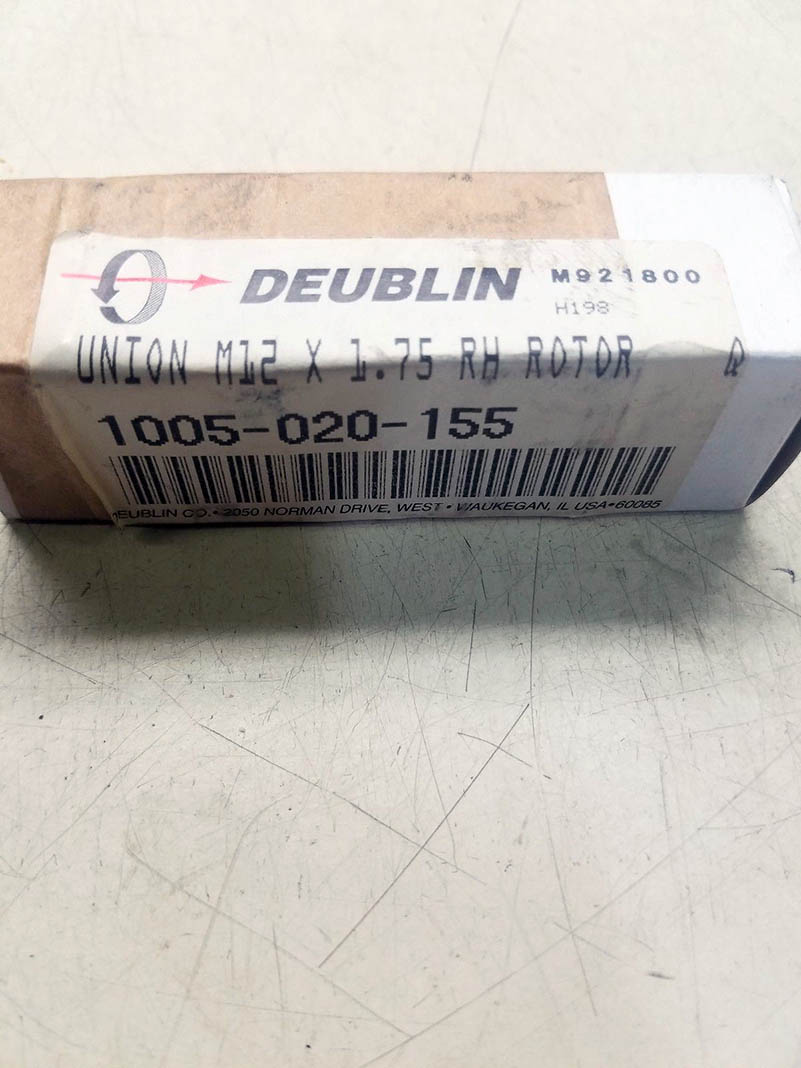 DEUBLIN M921800
H198
UNION M12 X 1.75 RH ROTOR
1005-020-155
EUBLIN CO.• 2050 NORMAN DRIVE, WEST • WAUKEGAN, IL USA•60085